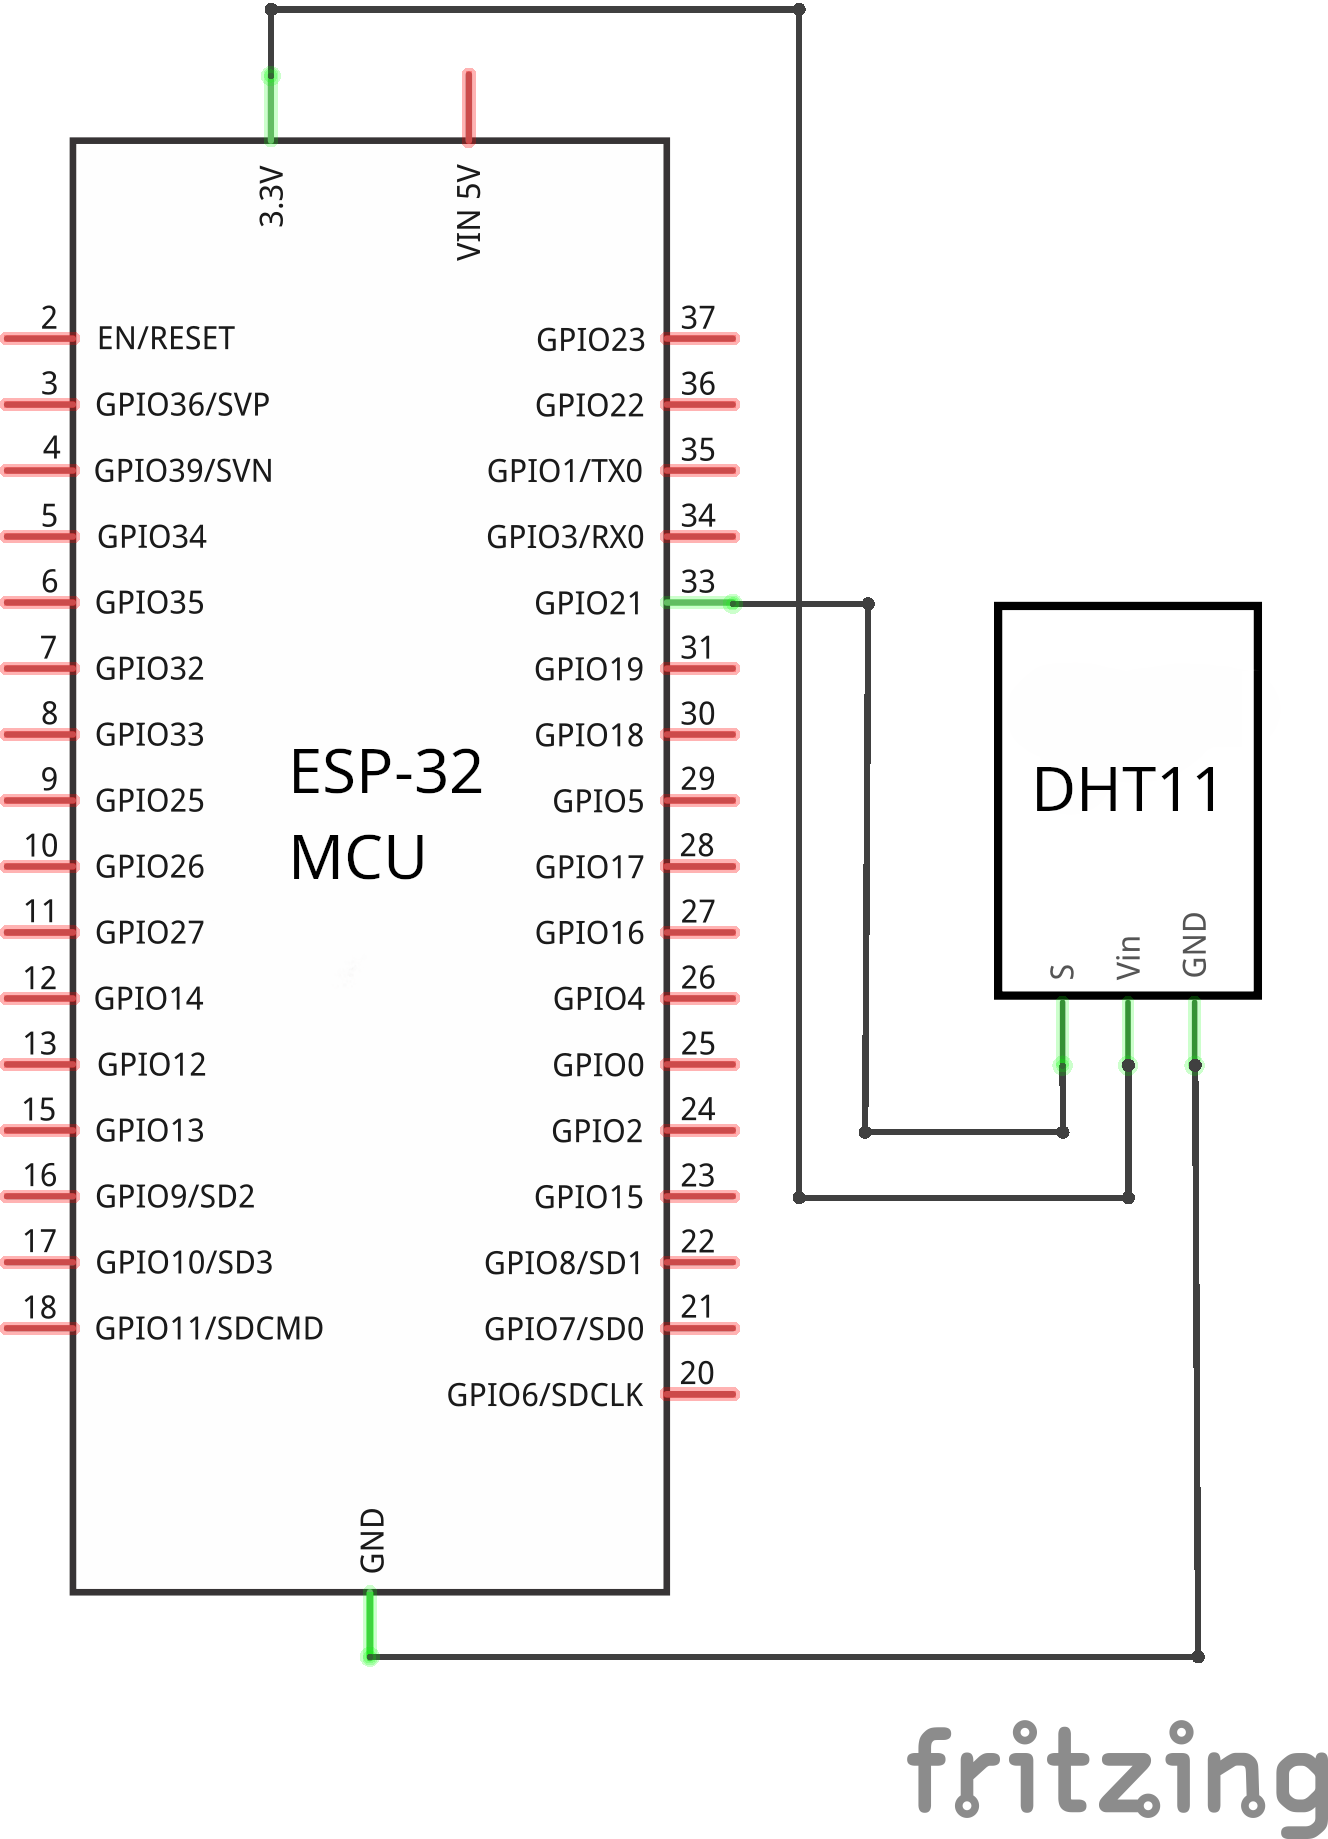 3.3V
VIN 5V
2 EN/RESET
GPIO23 37
3 GPIO36/SVP
GPIO22 36
4 GPIO39/SVN
GPIO1/TX0 35
5 GPIO34
GPIO3/RX0 34
6 GPIO35
GPIO21 33
7 GPIO32
GPIO19 31
8 GPIO33
GPIO18 30
9 GPIO25
GPIO5 29
10 GPIO26
GPIO17 28
11 GPIO27
GPIO16 27
12 GPIO14
GPIO4 26
13 GPIO12
GPIO0 25
15 GPIO13
GPIO2 24
16 GPIO9/SD2
GPIO15 23
17 GPIO10/SD3
GPIO8/SD1 22
18 GPIO11/SDCMD
GPIO7/SD0 21
GPIO6/SDCLK 20
ESP-32
MCU
GND
DHT11
S
Vin
GND
fritzing